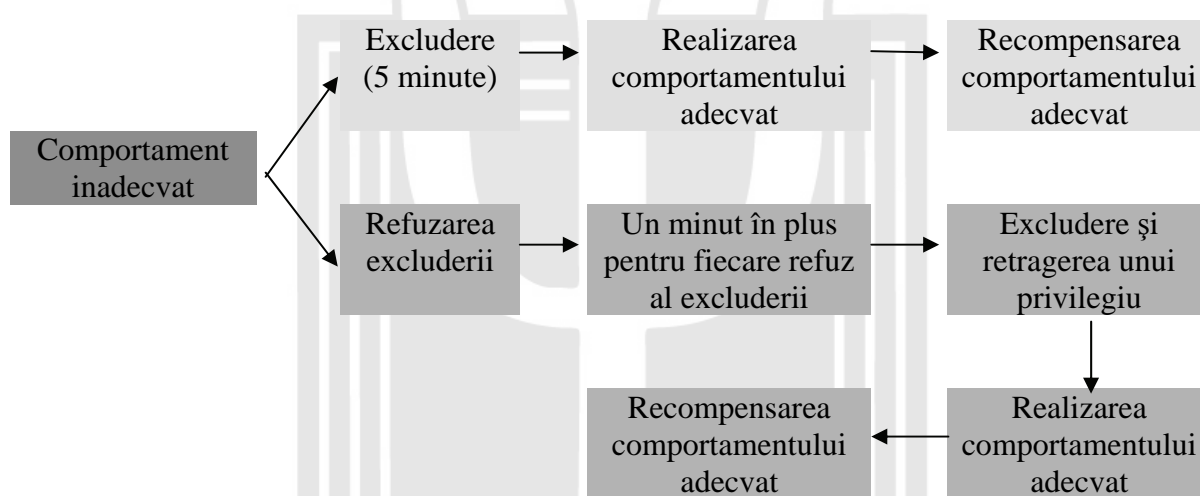 Excludere
(5 minute)
Realizarea
comportamentului
adecvat
Recompensarea
comportamentului
adecvat
Comportament
inadecvat
Refuzarea
excluderii
Un minut în plus
pentru fiecare refuz
al excluderii
Excludere şi
retragerea unui
privilegiu
Recompensarea
comportamentului
adecvat
Realizarea
comportamentului
adecvat